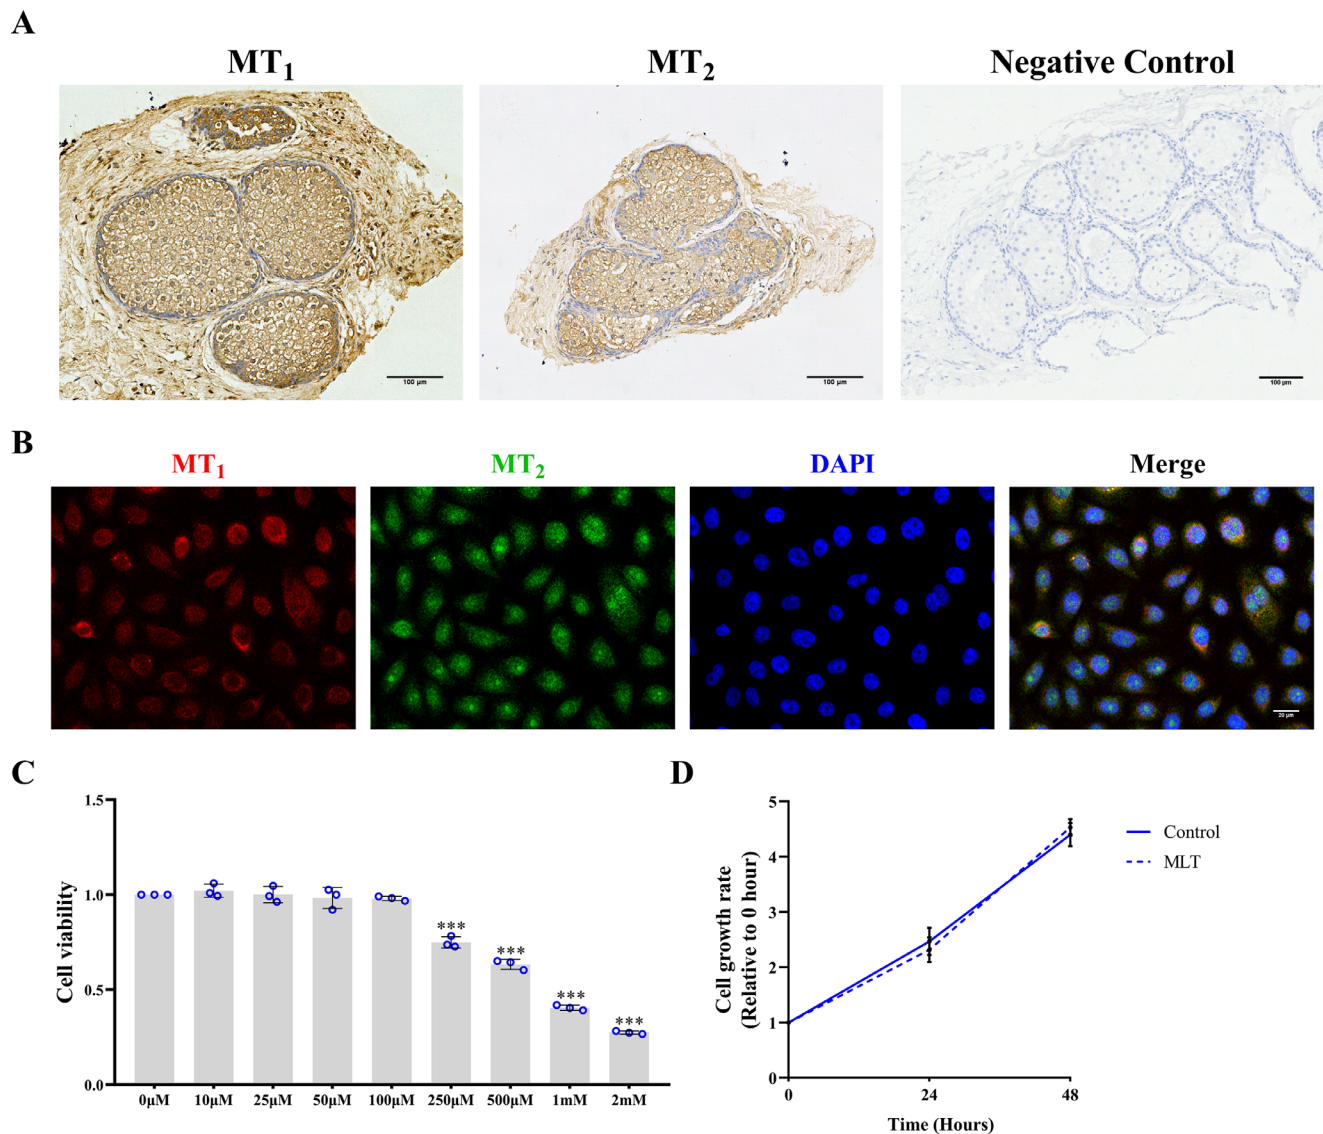 A
MT1
MT2
Negative Control
100 μm
100 μm
100 μm
B
MT1
MT2
DAPI
Merge
20 μm
C
D
Cell viability
1.5
1.0
0.5
0.0
***
***
***
***
0μM
10μM
25μM
50μM
100μM
250μM
500μM
1mM
2mM
Cell growth rate
(Relative to 0 hour)
5
4
3
2
1
0
0
24
48
Time (Hours)
Control
MLT